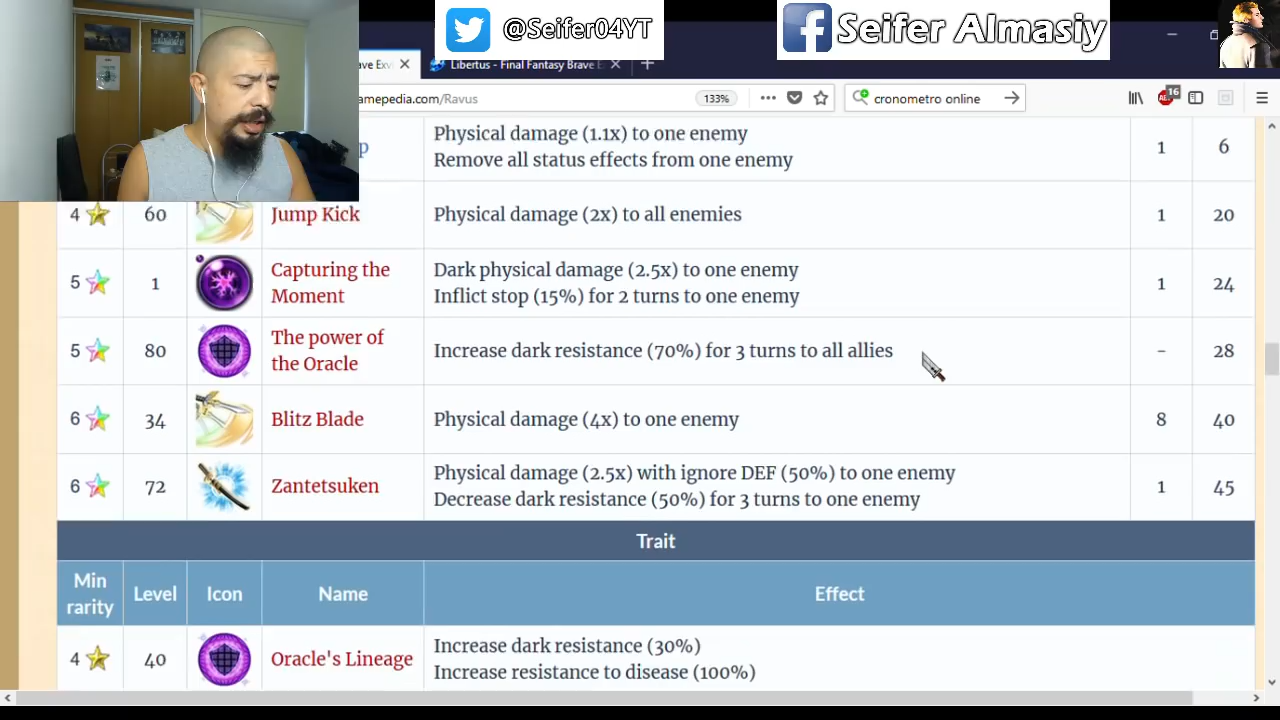 @Seifer04YT
Seifer Almasiy
Libertus - Final Fantasy Brave E
amepedia.com/Ravus
133%
cronometro online
16
Physical damage (1.1x) to one enemy
Remove all status effects from one enemy
1
6
4
60
Jump Kick
Physical damage (2x) to all enemies
1
20
5
1
Capturing the
Moment
Dark physical damage (2.5x) to one enemy
Inflict stop (15%) for 2 turns to one enemy
1
24
5
80
The power of
the Oracle
Increase dark resistance (70%) for 3 turns to all allies
-
28
6
34
Blitz Blade
Physical damage (4x) to one enemy
8
40
6
72
Zantetsuken
Physical damage (2.5x) with ignore DEF (50%) to one enemy
Decrease dark resistance (50%) for 3 turns to one enemy
1
45
Trait
Min
rarity
Level
Icon
Name
Effect
4
40
Oracle's Lineage
Increase dark resistance (30%)
Increase resistance to disease (100%)